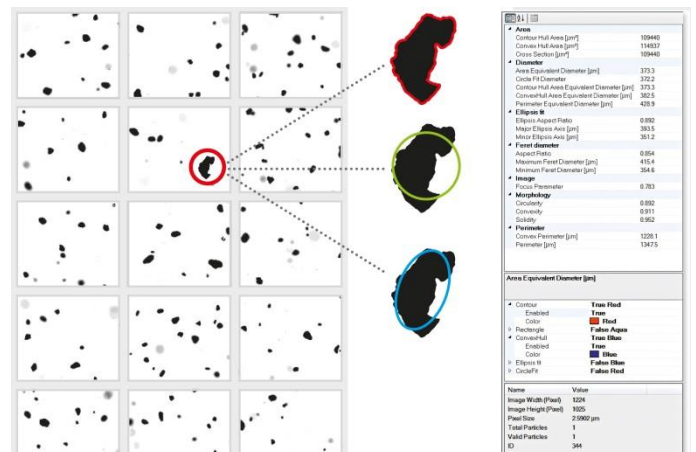 Area
Contour Hull Area [µm²] 109440
Convex Hull Area [µm²] 114937
Cross Section [µm²] 109440
Diameter
Area Equivalent Diameter [µm] 373.3
Circle Fit Diameter 372.2
Contour Hull Area Equivalent Diameter [µm] 373.3
ConvexHull Area Equivalent Diameter [µm] 382.5
Perimeter Equivalent Diameter [µm] 428.9
Ellipsis fit
Ellipsis Aspect Ratio 0.892
Major Ellipsis Axis [µm] 393.5
Minor Ellipsis Axis [µm] 351.2
Feret diameter
Aspect Ratio 0.854
Maximum Feret Diameter [µm] 415.4
Minimum Feret Diameter [µm] 354.6
Image
Focus Parameter 0.783
Morphology
Circularity 0.892
Convexity 0.911
Solidity 0.952
Perimeter
Convex Perimeter [µm] 1228.1
Perimeter [µm] 1347.5
Area Equivalent Diameter [µm]
Contour True Red
Enabled True
Color Red
Rectangle False Aqua
ConvexHull True Blue
Enabled True
Color Blue
Ellipsis fit False Blue
CircleFit False Red
Name Value
Image Width (Pixel) 1224
Image Height (Pixel) 1025
Pixel Size 2.5902 µm
Total Particles 1
Valid Particles 1
ID 344